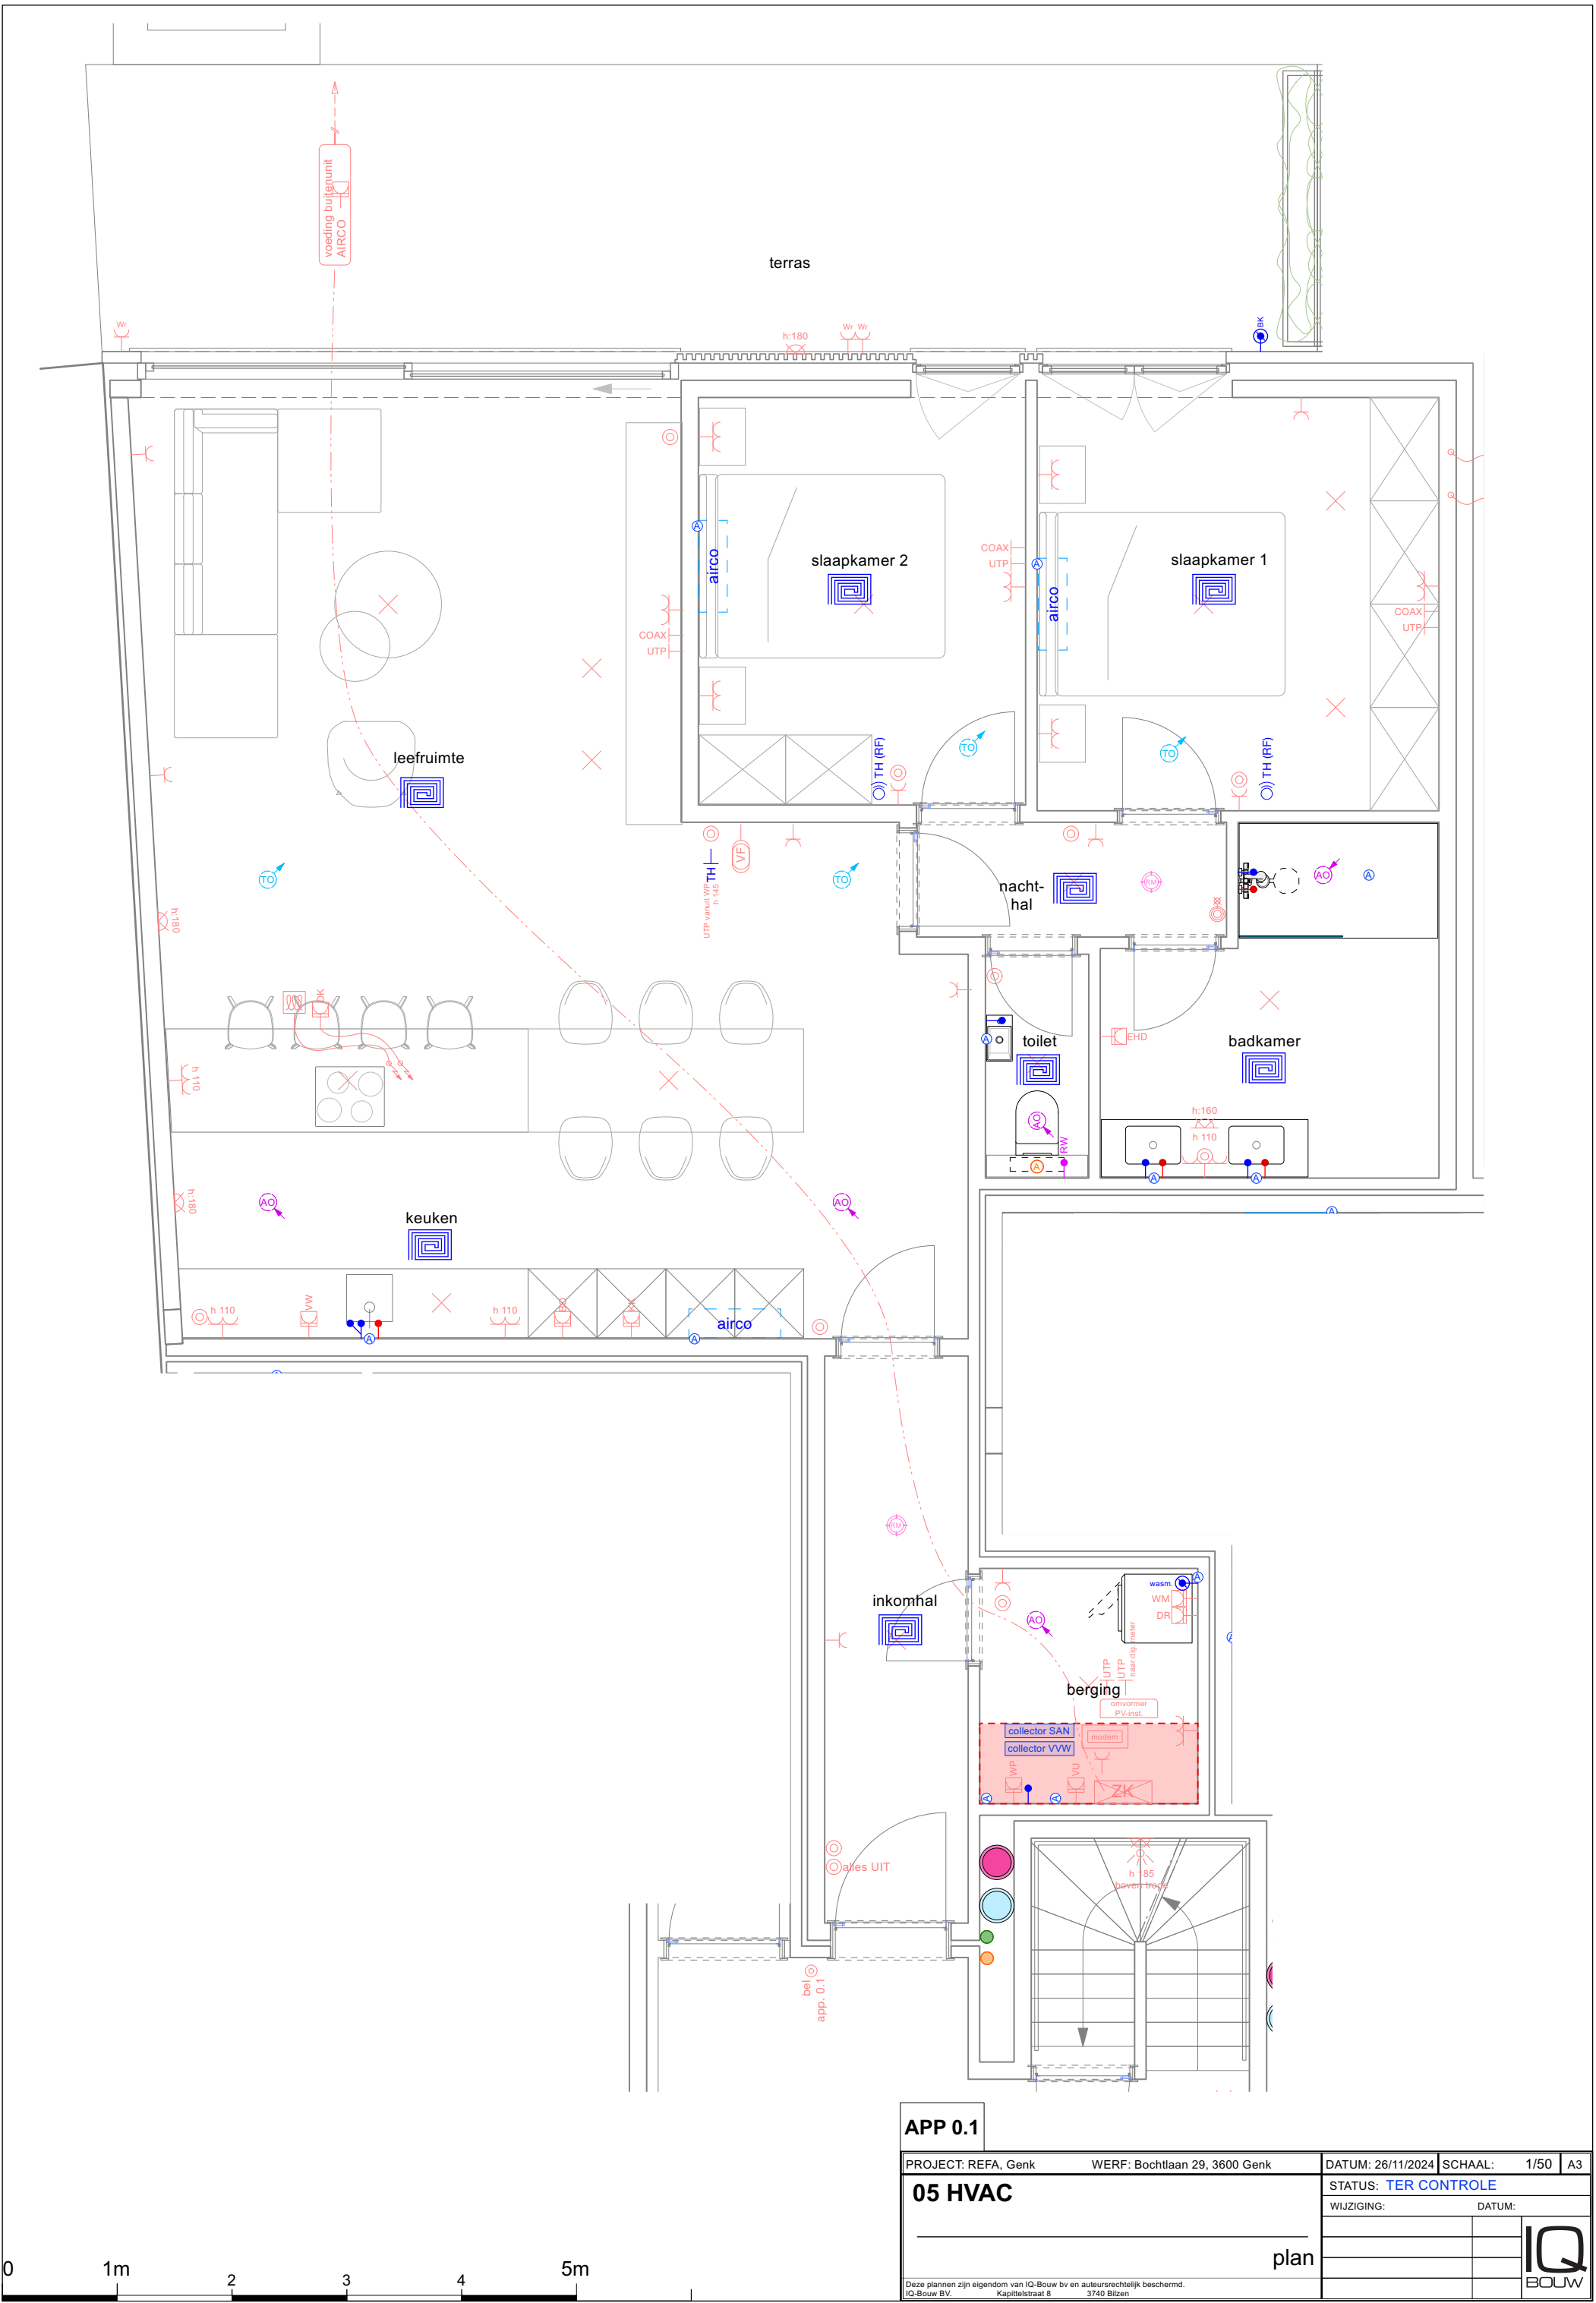 voeding buitenunit
AIRCO
terras
Wr
h:180
Wr Wr
BK
airco
slaapkamer 2
COAX
UTP
airco
slaapkamer 1
COAX
UTP
COAX
UTP
leefruimte
TO
TH (RF)
TO
TH (RF)
TO
TH
UTP vanuit WP
h 145
VF
TO
nacht-
hal
RM
AO
A
h:180
DK
h 110
toilet
A
EHD
badkamer
AO
RW
A
h:160
h 110
A
A
h:180
AO
AO
keuken
A
h 110
VW
A
h 110
A
airco
RM
inkomhal
AO
wasm.
A
WM
DR
UTP
UTP
naar dig. meter
berging
omvormer
PV-inst.
collector SAN
collector VVW
modem
WP
VU
ZK
A
A
alles UIT
h 185
boven trap
bel
app. 0.1
APP 0.1
PROJECT: REFA, Genk WERF: Bochtlaan 29, 3600 Genk DATUM: 26/11/2024 SCHAAL: 1/50 A3
05 HVAC
STATUS: TER CONTROLE
WIJZIGING: DATUM:
plan
IQ
BOUW
Deze plannen zijn eigendom van IQ-Bouw bv en auteursrechtelijk beschermd.
IQ-Bouw BV. Kapittelstraat 8 3740 Bilzen
0 1m 2 3 4 5m